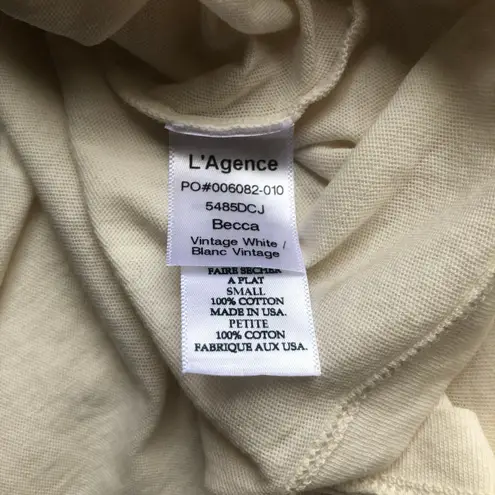 L'Agence
PO#006082-010
5485DCJ
Becca
Vintage White /
Blanc Vintage
FAIRE SECHER
A PLAT
SMALL
100% COTTON
MADE IN USA.
PETITE
100% COTON
FABRIQUE AUX USA.